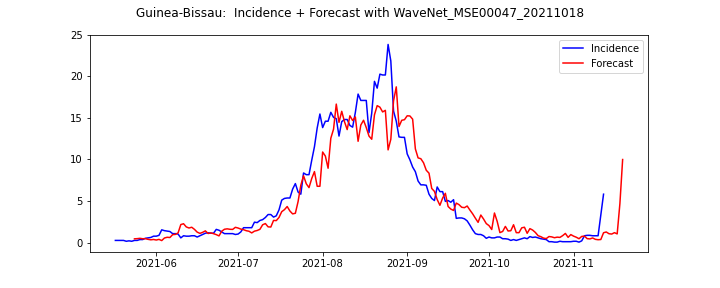 Guinea-Bissau:  Incidence + Forecast with WaveNet_MSE00047_20211018
25
20
15
10
5
0
Incidence
Forecast
2021-06 2021-07 2021-08 2021-09 2021-10 2021-11